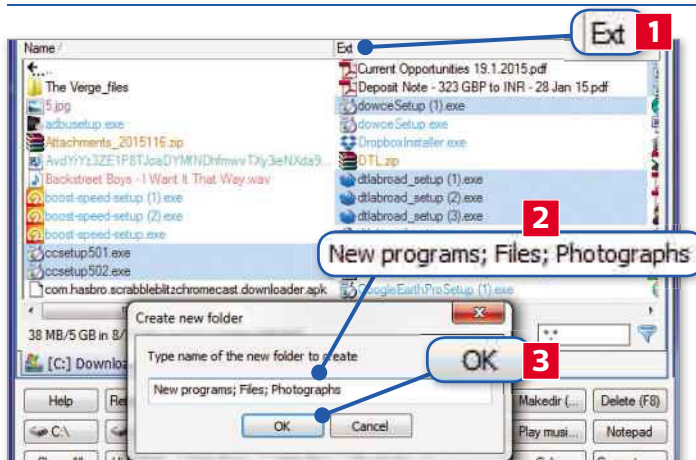 Ext 1
Name Ext
The Verge_files
5.jpg
adbusetup.exe
Attachments_2015116.zip
Backstreet Boys - I Want It That Way.wav
boost-speed-setup (1).exe
boost-speed-setup (2).exe
boost-speed-setup.exe
ccsetup501.exe
ccsetup502.exe
com.hasbro.scrabbleblitzchromecast.downloader.apk
Current Opportunities 19.1.2015.pdf
Deposit Note - 323 GBP to INR - 28 Jan 15.pdf
dowceSetup (1).exe
dowceSetup.exe
DropboxInstaller.exe
DTL.zip
dtlabroad_setup (1).exe
dtlabroad_setup (2).exe
dtlabroad_setup (3).exe
2
New programs; Files; Photographs
GoogleEarthProSetup (1).exe
38 MB/5 GB in 8/
*.*
[C:] Downloa
Create new folder
Type name of the new folder to create
New programs; Files; Photographs
OK Cancel
OK 3
Help Makedir (... Delete (F8)
C:\ Play musi... Notepad